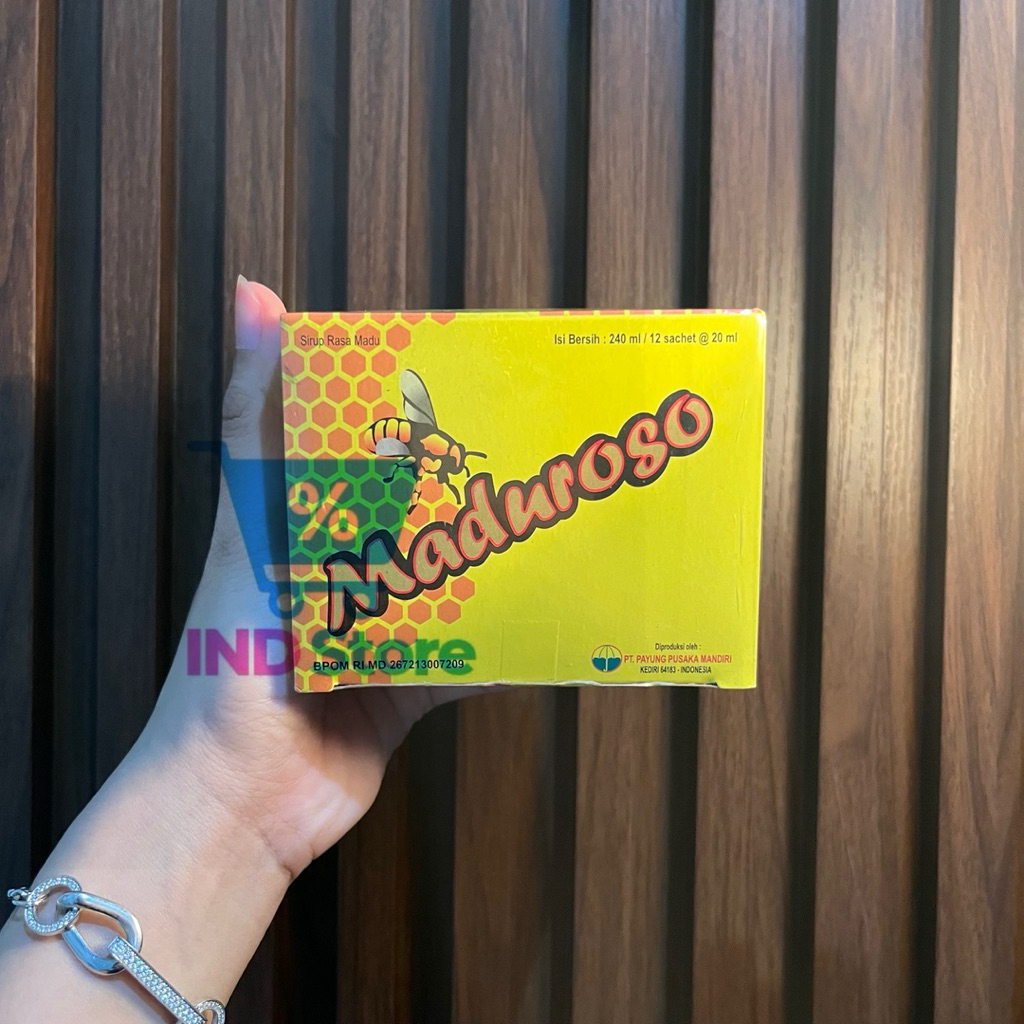 Sirup Rasa Madu
Isi Bersih : 240 ml / 12 sachet @ 20 ml
Maduroso
%
IND Store
BPOM RI MD 267213007209
Diproduksi oleh :
PT. PAYUNG PUSAKA MANDIRI
KEDIRI 64183 - INDONESIA